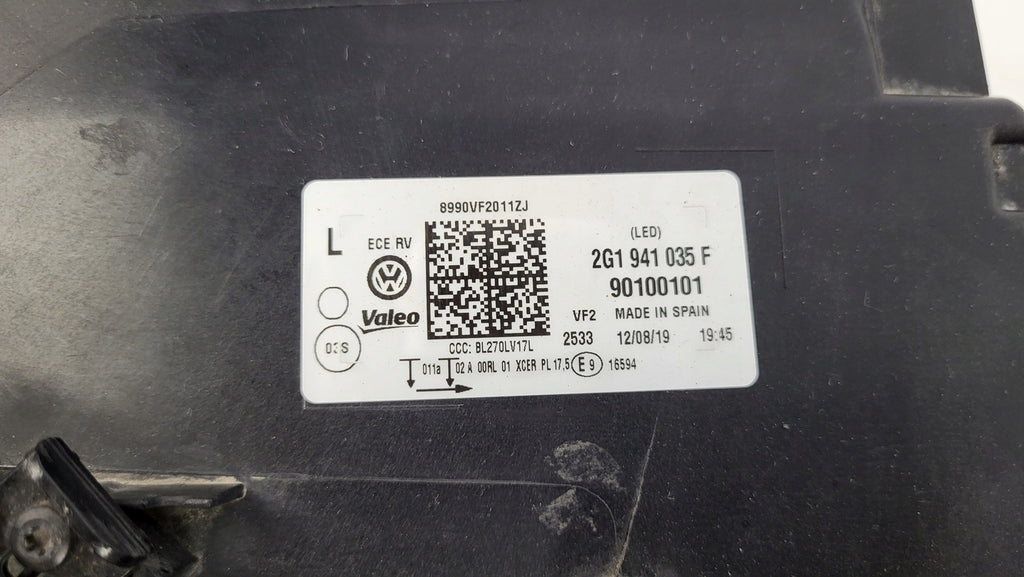 8990VF2011ZJ
L
ECE RV
(LED)
2G1 941 035 F
90100101
Valeo
VF2
MADE IN SPAIN
2533
12/08/19
19:45
03S
CCC: BL270LV17L
011a
02 A 00RL 01 XCER PL 17,5
E 9
16594